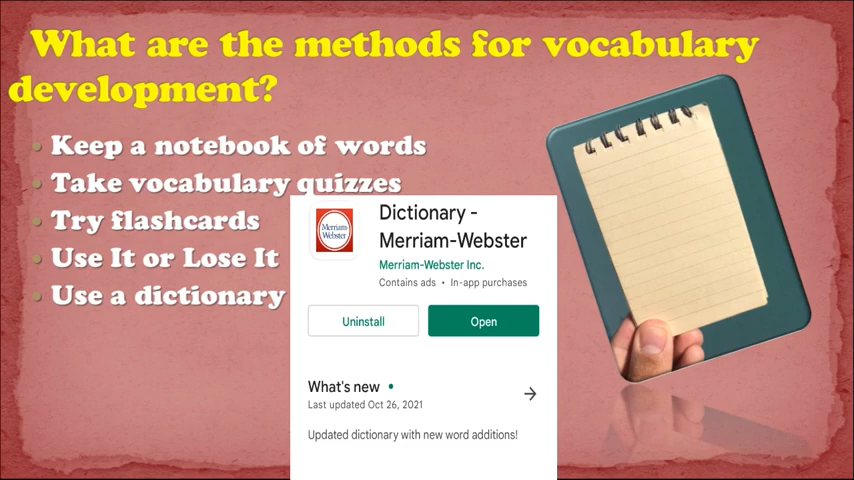 What are the methods for vocabulary
development?
Keep a notebook of words
Take vocabulary quizzes
Try flashcards
Use It or Lose It
Use a dictionary
Merriam-
Webster
Dictionary -
Merriam-Webster
Merriam-Webster Inc.
Contains ads • In-app purchases
Uninstall
Open
What's new •
Last updated Oct 26, 2021
Updated dictionary with new word additions!